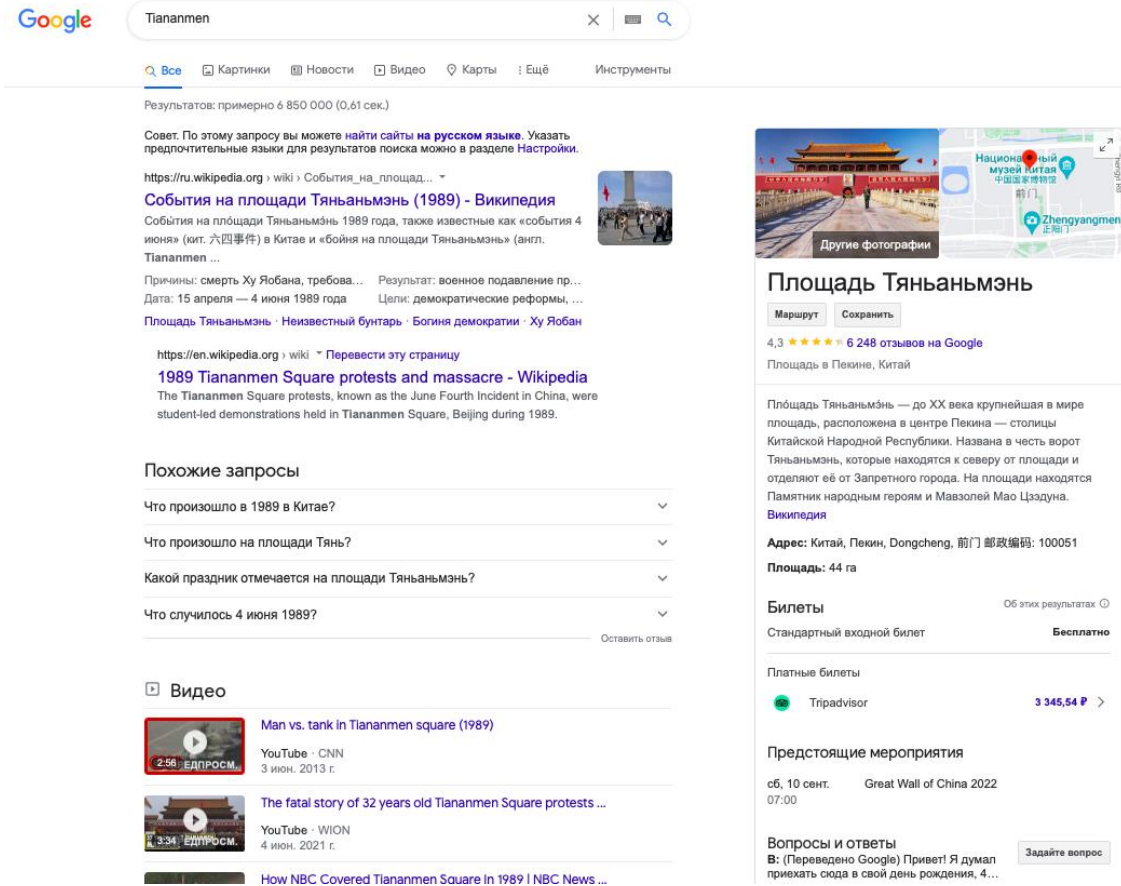 Google
Tiananmen
Все
Картинки
Новости
Видео
Карты
Ещё
Инструменты
Результатов: примерно 6 850 000 (0,61 сек.)
Совет. По этому запросу вы можете найти сайты на русском языке. Указать
предпочтительные языки для результатов поиска можно в разделе Настройки.
https://ru.wikipedia.org › wiki › События_на_площад...
События на площади Тяньаньмэнь (1989) - Википедия
Собы́тия на пло́щади Тяньаньмэ́нь 1989 года, также известные как «события 4
июня» (кит. 六四事件) в Китае и «бойня на площади Тяньаньмэнь» (англ.
Tiananmen ...
Причины: смерть Ху Яобана, требова... Результат: военное подавление пр...
Дата: 15 апреля — 4 июня 1989 года Цели: демократические реформы, ...
Площадь Тяньаньмэнь · Неизвестный бунтарь · Богиня демократии · Ху Яобан
https://en.wikipedia.org › wiki Перевести эту страницу
1989 Tiananmen Square protests and massacre - Wikipedia
The Tiananmen Square protests, known as the June Fourth Incident in China, were
student-led demonstrations held in Tiananmen Square, Beijing during 1989.
Похожие запросы
Что произошло в 1989 в Китае?
Что произошло на площади Тянь?
Какой праздник отмечается на площади Тяньаньмэнь?
Что случилось 4 июня 1989?
Оставить отзыв
Видео
Man vs. tank in Tiananmen square (1989)
YouTube · CNN
3 июн. 2013 г.
2:56 ЕДПРОСМ.
The fatal story of 32 years old Tiananmen Square protests ...
YouTube · WION
4 июн. 2021 г.
3:34 ЕДПРОСМ.
How NBC Covered Tiananmen Square In 1989 | NBC News ...
Другие фотографии
Национальный
музей Китая
中国国家博物馆
前门
Zhengyangmen
正阳门
Площадь Тяньаньмэнь
Маршрут
Сохранить
4,3 6 248 отзывов на Google
Площадь в Пекине, Китай
Пло́щадь Тяньаньмэ́нь — до XX века крупнейшая в мире
площадь, расположена в центре Пекина — столицы
Китайской Народной Республики. Названа в честь ворот
Тяньаньмэнь, которые находятся к северу от площади и
отделяют её от Запретного города. На площади находятся
Памятник народным героям и Мавзолей Мао Цзэдуна.
Википедия
Адрес: Китай, Пекин, Dongcheng, 前门 邮政编码: 100051
Площадь: 44 га
Билеты
Об этих результатах
Стандартный входной билет Бесплатно
Платные билеты
Tripadvisor 3 345,54 ₽
Предстоящие мероприятия
сб, 10 сент. Great Wall of China 2022
07:00
Вопросы и ответы
Задайте вопрос
В: (Переведено Google) Привет! Я думал
приехать сюда в свой день рождения, 4...